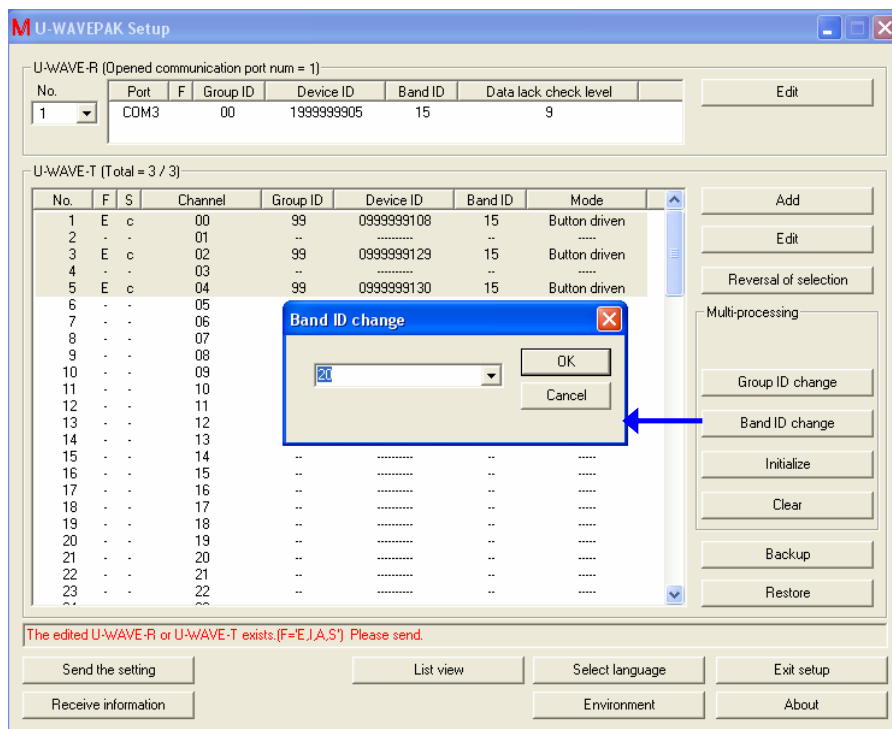 M U-WAVEPAK Setup
U-WAVE-R (Opened communication port num = 1)
No. Port F Group ID Device ID Band ID Data lack check level Edit
1 COM3 00 1999999905 15 9
U-WAVE-T (Total = 3 / 3)
No. F S Channel Group ID Device ID Band ID Mode Add
1 E c 00 99 0999999108 15 Button driven
2 - - 01 -- ---------- -- ----- Edit
3 E c 02 99 0999999129 15 Button driven
4 - - 03 -- ---------- -- ----- Reversal of selection
5 E c 04 99 0999999130 15 Button driven
6 - - 05
7 - - 06 Band ID change Multi-processing
8 - - 07
9 - - 08 OK
10 - - 09 20 Group ID change
11 - - 10 Cancel
12 - - 11 Band ID change
13 - - 12
14 - - 13
15 - - 14 -- ---------- -- ----- Initialize
16 - - 15 -- ---------- -- -----
17 - - 16 -- ---------- -- -----
18 - - 17 -- ---------- -- ----- Clear
19 - - 18 -- ---------- -- -----
20 - - 19 -- ---------- -- -----
21 - - 20 -- ---------- -- ----- Backup
22 - - 21 -- ---------- -- -----
23 - - 22 -- ---------- -- ----- Restore
The edited U-WAVE-R or U-WAVE-T exists.(F='E,I,A,S') Please send.
Send the setting List view Select language Exit setup
Receive information Environment About